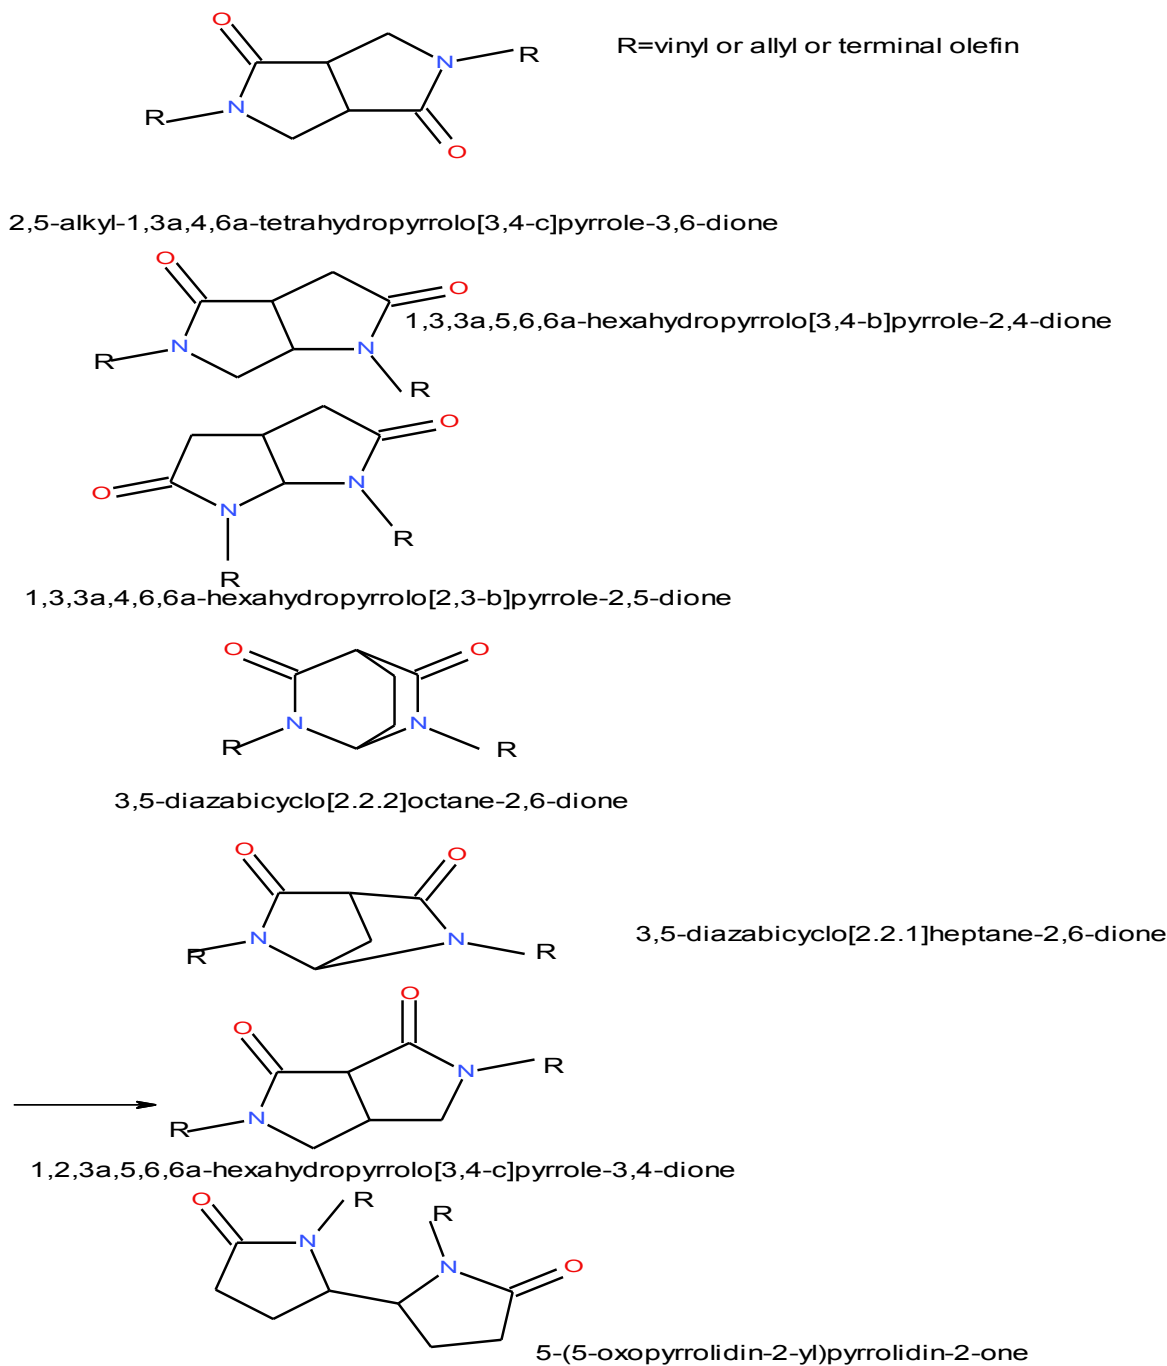 O
R=vinyl or allyl or terminal olefin
N
R
N
R
O
2,5-alkyl-1,3a,4,6a-tetrahydropyrrolo[3,4-c]pyrrole-3,6-dione
O
O
1,3,3a,5,6,6a-hexahydropyrrolo[3,4-b]pyrrole-2,4-dione
N
N
R
R
O
O
N
N
R
R
1,3,3a,4,6,6a-hexahydropyrrolo[2,3-b]pyrrole-2,5-dione
O
O
N
N
R
R
3,5-diazabicyclo[2.2.2]octane-2,6-dione
O
O
N
N
R
R
3,5-diazabicyclo[2.2.1]heptane-2,6-dione
O
O
N
R
N
R
1,2,3a,5,6,6a-hexahydropyrrolo[3,4-c]pyrrole-3,4-dione
O
R
R
N
N
O
5-(5-oxopyrrolidin-2-yl)pyrrolidin-2-one